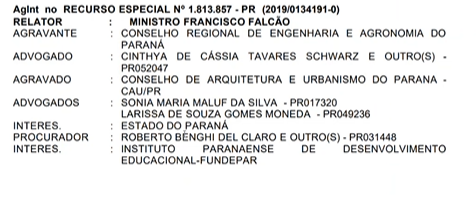 AgInt no RECURSO ESPECIAL Nº 1.813.857 - PR (2019/0134191-0)
RELATOR : MINISTRO FRANCISCO FALCÃO
AGRAVANTE : CONSELHO REGIONAL DE ENGENHARIA E AGRONOMIA DO
PARANÁ
ADVOGADO : CINTHYA DE CÁSSIA TAVARES SCHWARZ E OUTRO(S) -
PR052047
AGRAVADO : CONSELHO DE ARQUITETURA E URBANISMO DO PARANA -
CAU/PR
ADVOGADOS : SONIA MARIA MALUF DA SILVA - PR017320
LARISSA DE SOUZA GOMES MONEDA - PR049236
INTERES. : ESTADO DO PARANÁ
PROCURADOR : ROBERTO BENGHI DEL CLARO E OUTRO(S) - PR031448
INTERES. : INSTITUTO PARANAENSE DE DESENVOLVIMENTO
EDUCACIONAL-FUNDEPAR